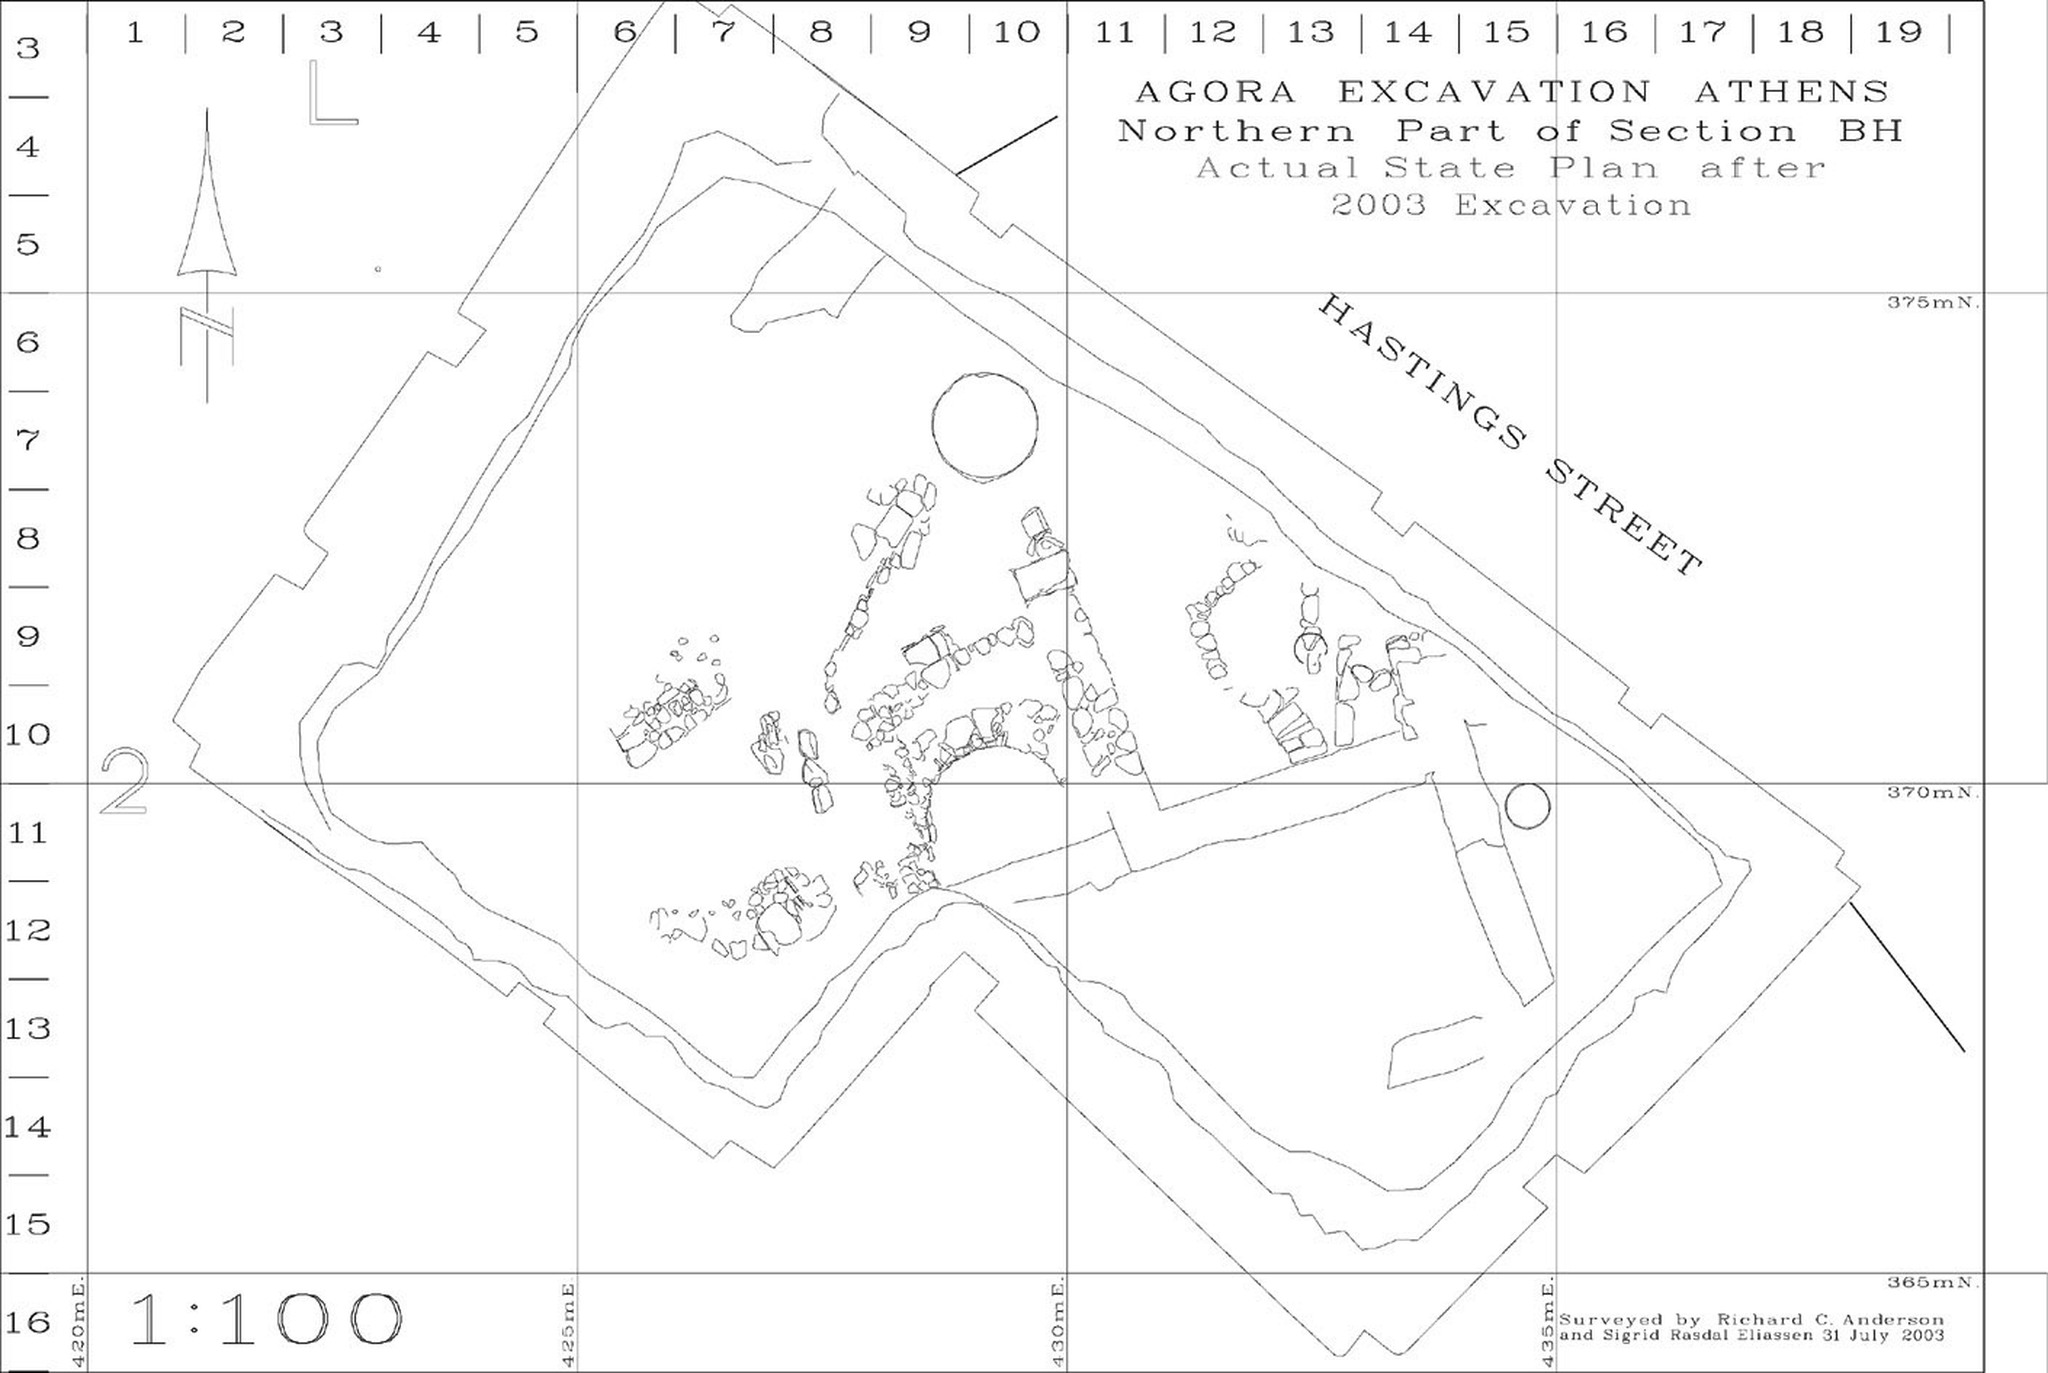 1 2 3 4 5 6 7 8 9 10 11 12 13 14 15 16 17 18 19
3
L
AGORA EXCAVATION ATHENS
Northern Part of Section BH
Actual State Plan after
2003 Excavation
4
5
N
375mN.
HASTINGS STREET
6
7
8
9
10
2
370mN.
11
12
13
14
15
365mN.
16
1:100
420mE.
425mE.
430mE.
435mE.
Surveyed by Richard C. Anderson
and Sigrid Rasdal Eliassen 31 July 2003